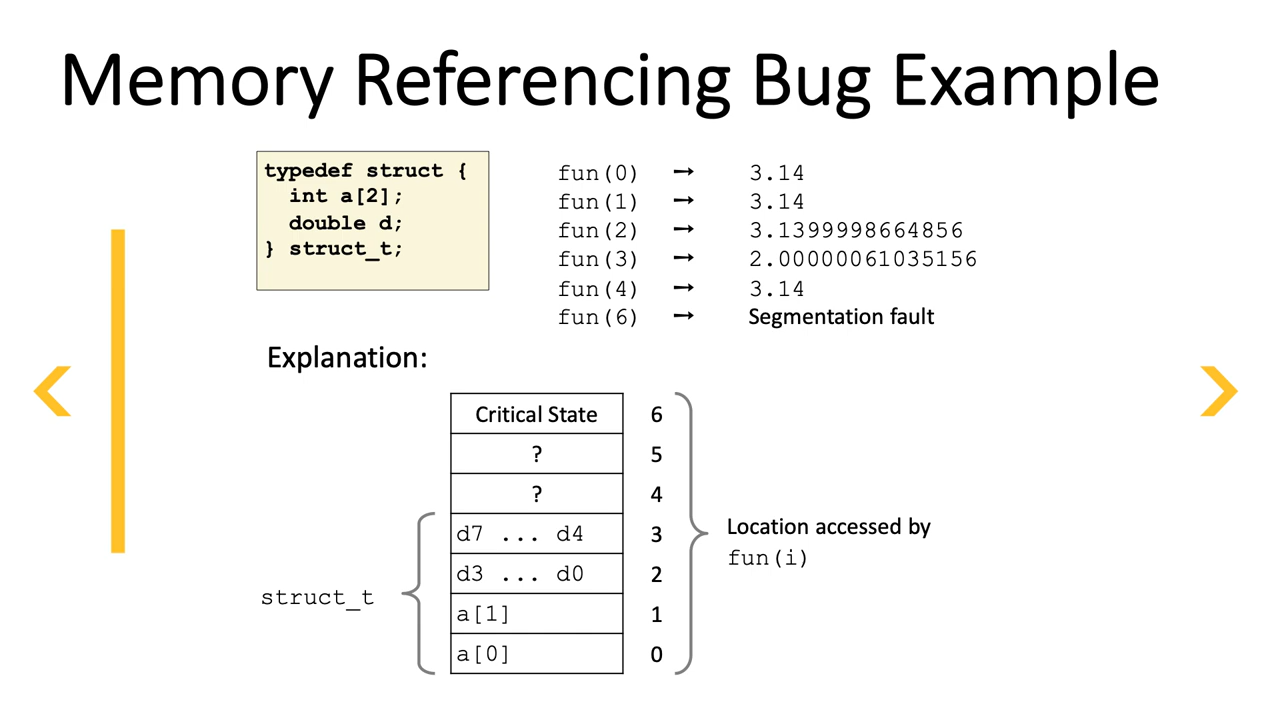 Memory Referencing Bug Example
typedef struct {
int a[2];
double d;
} struct_t;
fun(0) → 3.14
fun(1) → 3.14
fun(2) → 3.1399998664856
fun(3) → 2.00000061035156
fun(4) → 3.14
fun(6) → Segmentation fault
Explanation:
Critical State 6
? 5
? 4
d7 ... d4 3
d3 ... d0 2
a[1] 1
a[0] 0
struct_t
Location accessed by
fun(i)